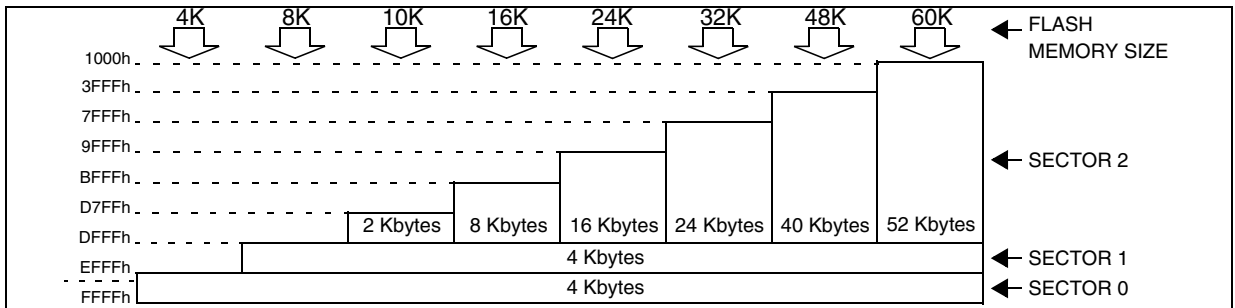 4K 8K 10K 16K 24K 32K 48K 60K
FLASH
MEMORY SIZE
1000h
3FFFh
7FFFh
9FFFh
SECTOR 2
BFFFh
D7FFh
2 Kbytes 8 Kbytes 16 Kbytes 24 Kbytes 40 Kbytes 52 Kbytes
DFFFh
4 Kbytes
SECTOR 1
EFFFh
4 Kbytes
SECTOR 0
FFFFh